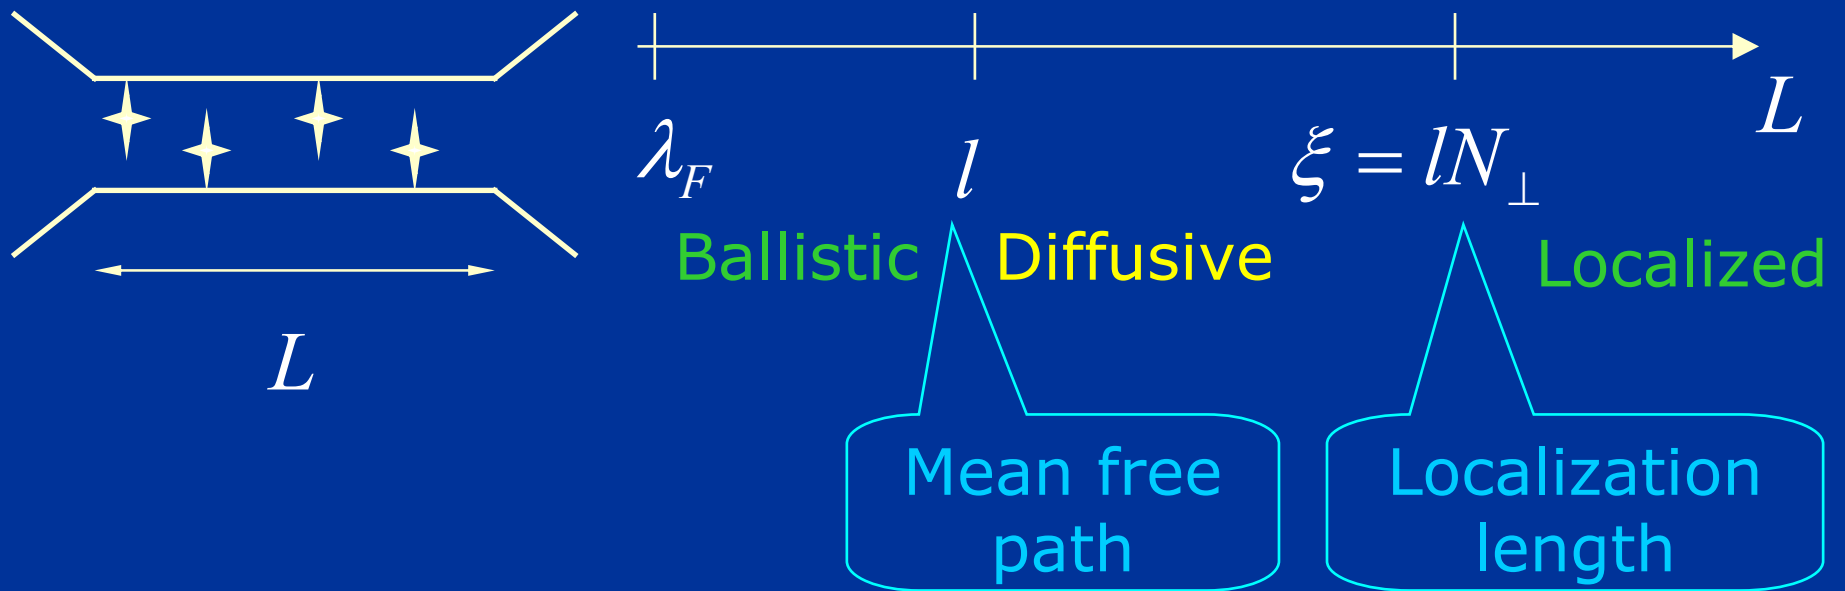 L
λ_F
l
ξ = lN_⊥
L
Ballistic
Diffusive
Localized
Mean free
path
Localization
length